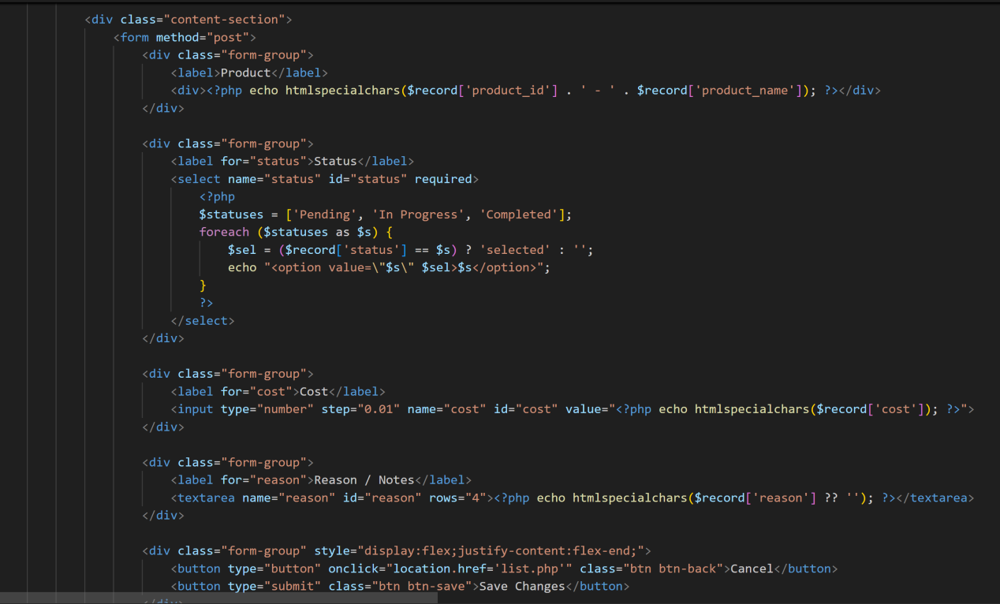 <div class="content-section">
<form method="post">
<div class="form-group">
<label>Product</label>
<div><?php echo htmlspecialchars($record['product_id'] . ' - ' . $record['product_name']); ?></div>
</div>
<div class="form-group">
<label for="status">Status</label>
<select name="status" id="status" required>
<?php
$statuses = ['Pending', 'In Progress', 'Completed'];
foreach ($statuses as $s) {
$sel = ($record['status'] == $s) ? 'selected' : '';
echo "<option value=\"$s\" $sel>$s</option>";
}
?>
</select>
</div>
<div class="form-group">
<label for="cost">Cost</label>
<input type="number" step="0.01" name="cost" id="cost" value="<?php echo htmlspecialchars($record['cost']); ?>">
</div>
<div class="form-group">
<label for="reason">Reason / Notes</label>
<textarea name="reason" id="reason" rows="4"><?php echo htmlspecialchars($record['reason'] ?? ''); ?></textarea>
</div>
<div class="form-group" style="display:flex;justify-content:flex-end;">
<button type="button" onclick="location.href='list.php'" class="btn btn-back">Cancel</button>
<button type="submit" class="btn btn-save">Save Changes</button>
</div>